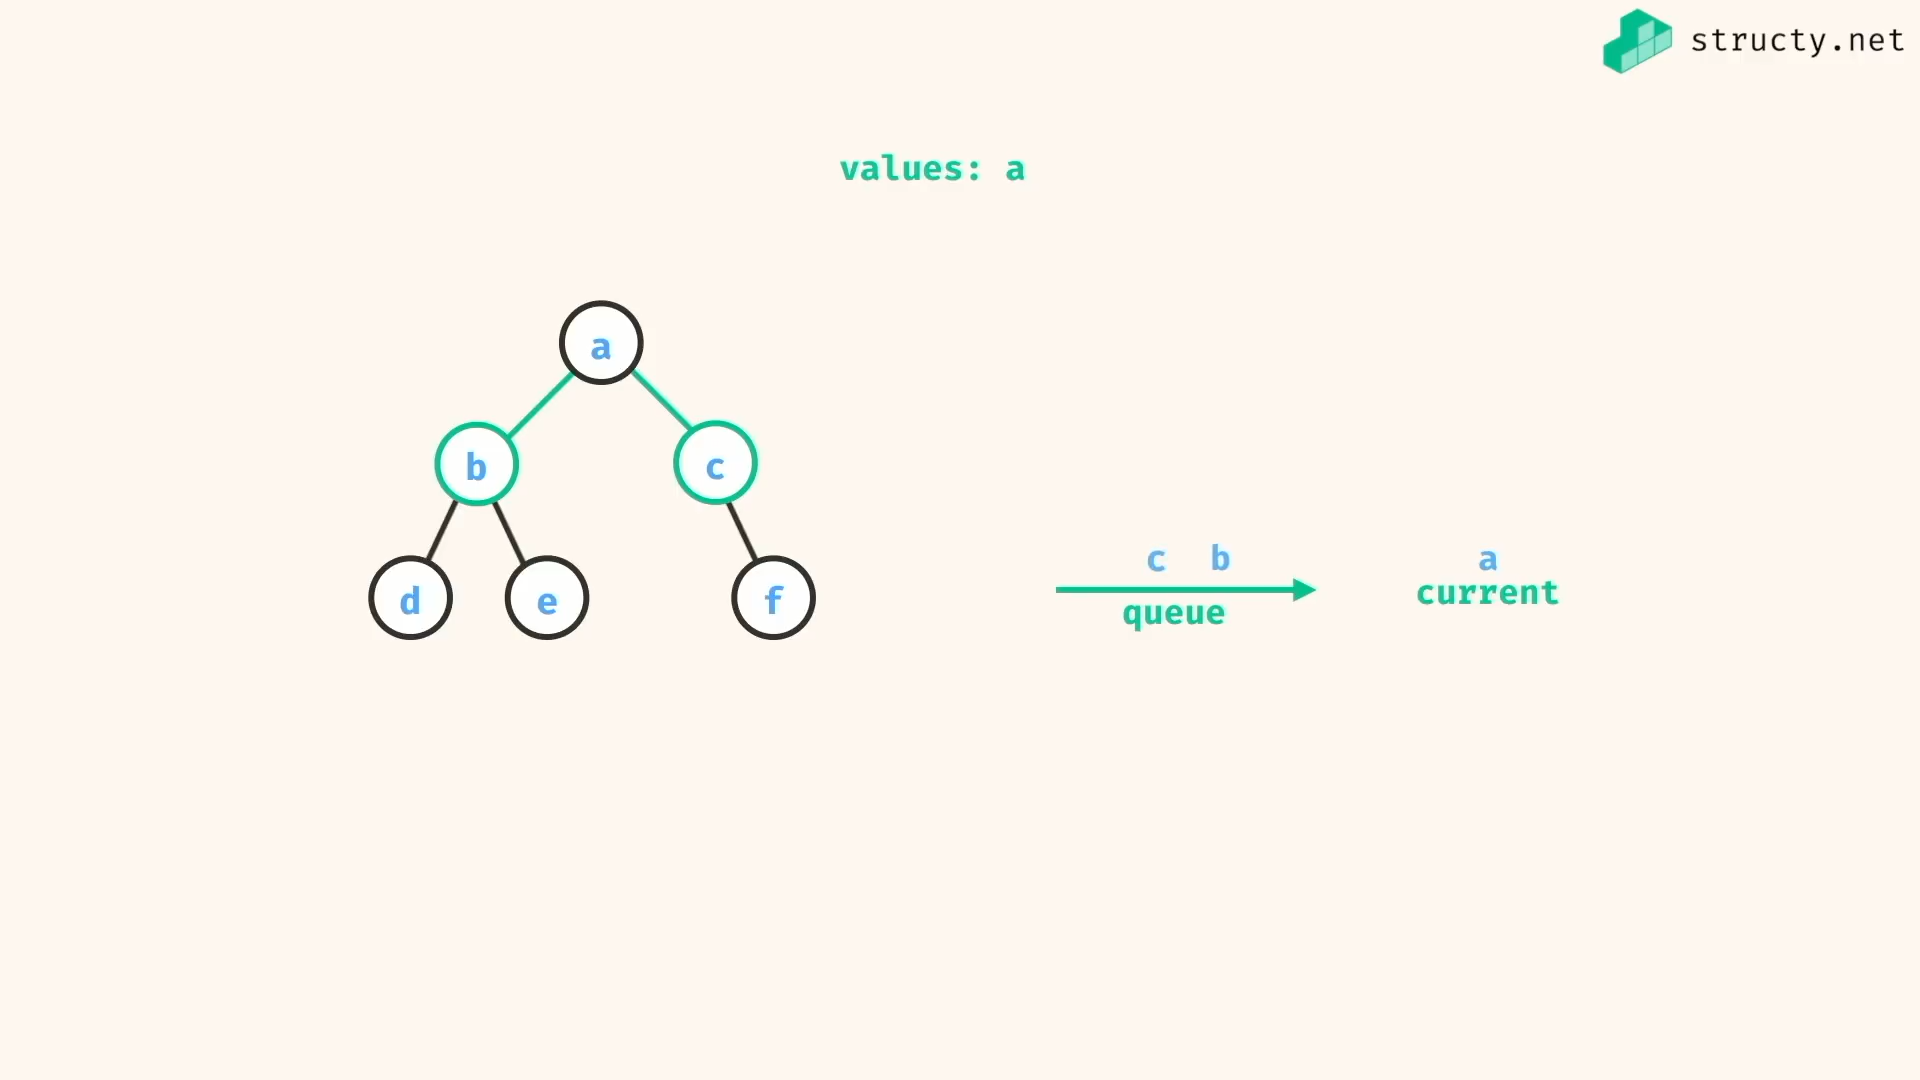 structy.net
values: a
a
b c
d e f
c b a
queue current